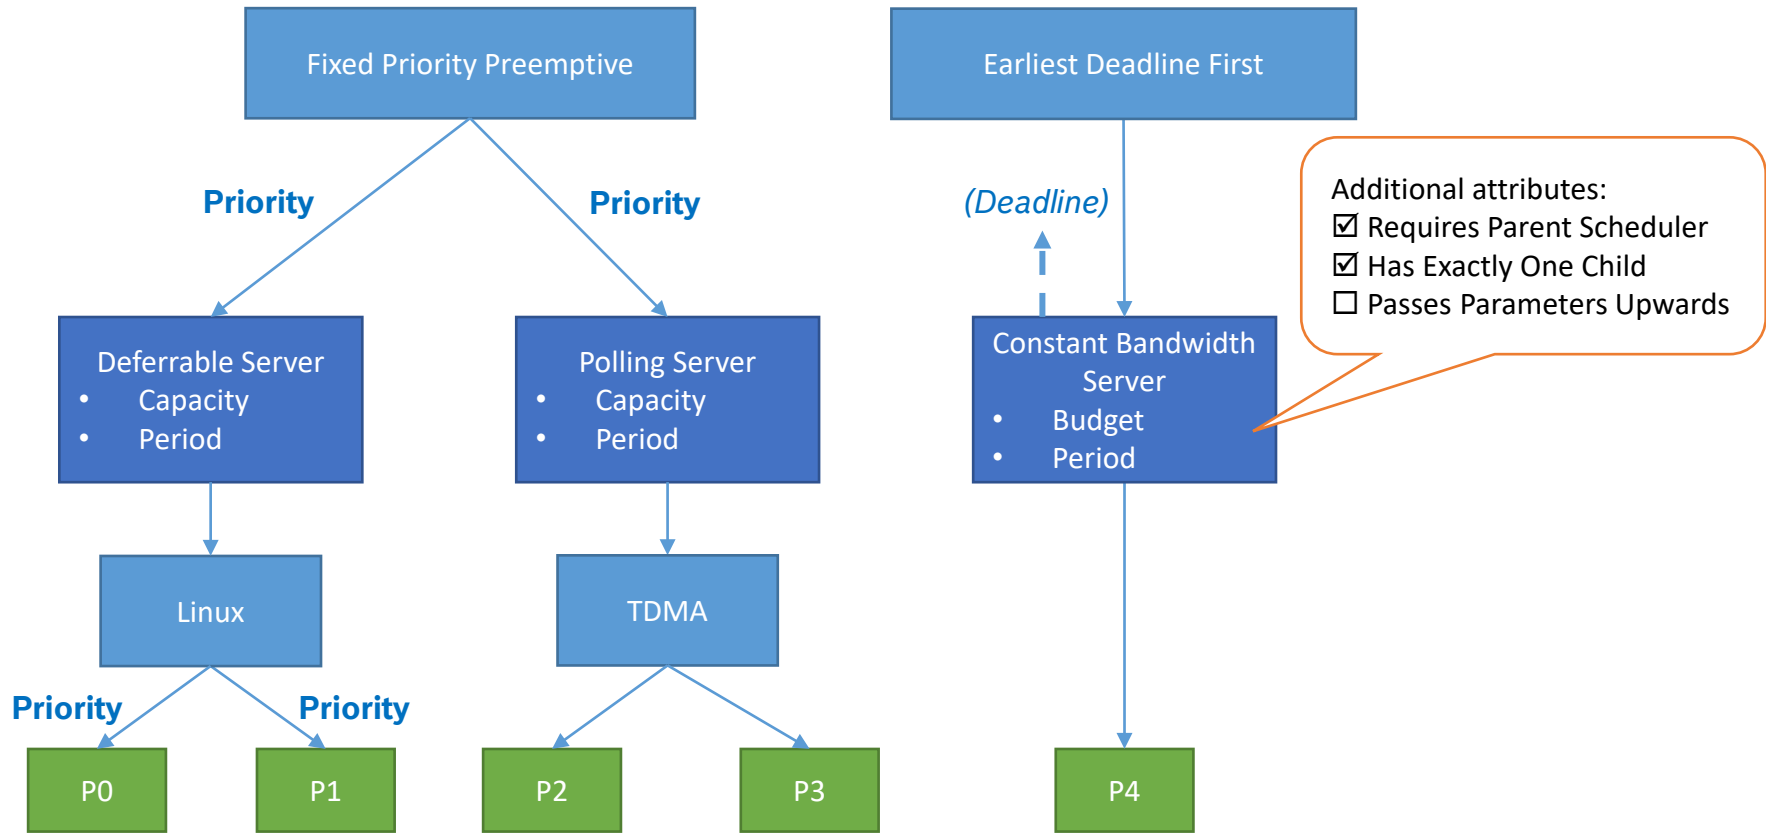 Fixed Priority Preemptive
Earliest Deadline First
Priority
Priority
(Deadline)
Additional attributes:
☑ Requires Parent Scheduler
☑ Has Exactly One Child
☐ Passes Parameters Upwards
Deferrable Server
• Capacity
• Period
Polling Server
• Capacity
• Period
Constant Bandwidth
Server
• Budget
• Period
Linux
TDMA
Priority
Priority
P0
P1
P2
P3
P4